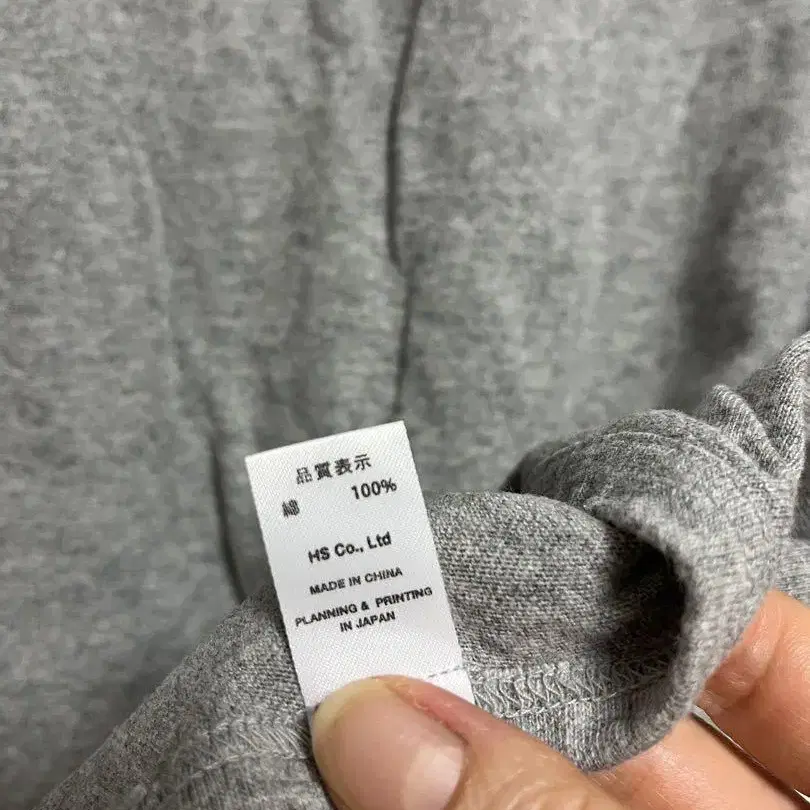 品質表示
綿 100%
HS Co., Ltd
MADE IN CHINA
PLANNING & PRINTING
IN JAPAN